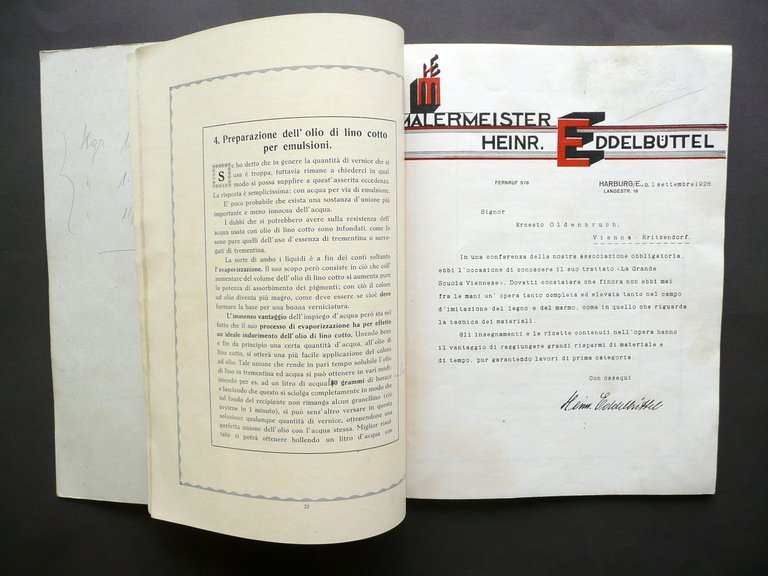 4. Preparazione dell' olio di lino cotto
per emulsioni.
Se ho detto che in genere la quantità di vernice che si
usa è troppa, tuttavia rimane a chiederci in qual
modo si possa supplire a quest'asserita eccedenza.
La risposta è semplicissima: con acqua per via di emulsione.
E' poco probabile che esista una sostanza d'unione più
importante e meno innocua dell'acqua.
I dubbi che si potrebbero avere sulla resistenza dell'
acqua usata con olio di lino cotto sono infondati, come lo
sono pure quelli dell'uso d'essenza di trementina o surro-
gati di trementina.
La sorte di ambo i liquidi è a fin dei conti soltanto
l'evaporizzazione. Il suo scopo però consiste in ciò che coll'
aumentare del volume dell'olio di lino cotto si aumenta pure
la potenza di assorbimento dei pigmenti; con ciò il colore
ad olio diventa più magro, come deve essere se cioè deve
formare la base per una buona verniciatura.
L'immenso vantaggio dell'impiego d'acqua però sta nel
fatto che il suo processo di evaporizzazione ha per effetto
un ideale indurimento dell'olio di lino cotto. Unendo bene
e fin da principio una certa quantità d'acqua, all'olio di
lino cotto, si otterà una più facile applicazione del colore
ad olio. Tale unione che rende in pari tempo solubile l'olio
di lino in trementina ed acqua si può ottenere in vari modi:
unendo per es. ad un litro di acqua 80 grammi di borace
e lasciando che questo si sciolga completamente in modo che
sul fondo del recipiente non rimanga alcun granellino (ciò
avviene in 1 minuto), si può senz'altro versare in questa
soluzione qualunque quantità di vernice, ottenendone una
perfetta unione dell'olio con l'acqua stessa. Miglior risul-
tato si potrà ottenere bollendo un litro d'acqua con
22
HE
M
MALERMEISTER
HEINR. EDDELBÜTTEL
FERNRUF 578
HARBURG/E., D. 1 settembre 1928
LANGESTR. 16
Signor
Ernesto Oldenbruch,
Vienna-Kritzendorf.
In una conferenza della nostra associazione obbligatoria,
ebbi l'occasione di conoscere il suo trattato «La Grande
Scuola Viennese». Dovatti constatare che finora non ebbi mai
fra le mani un' opera tanto completa ed elevata tanto nel campo
d'imitazione del legno e del marmo, come in quello che riguarda
la tecnica dei materiali.
Gli insegnamenti e le ricette contenuti nell'opera hanno
il vantaggio di raggiungere grandi risparmi di materiale e
di tempo, pur garantendo lavori di prima categoria.
Con ossequi
Heinr. Eddelbüttel